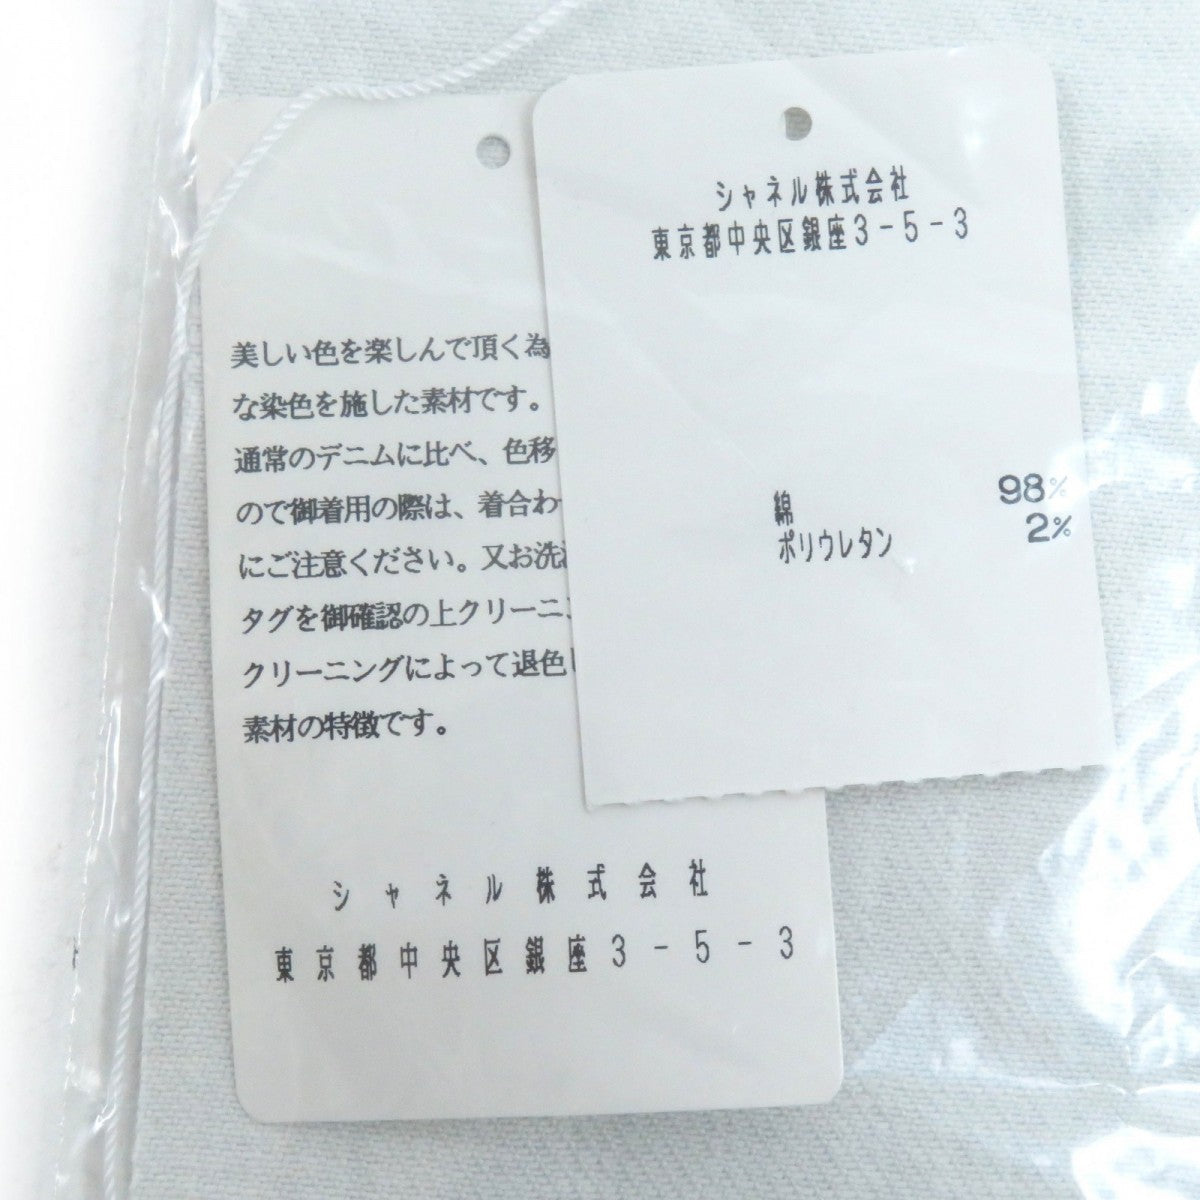 シャネル株式会社
東京都中央区銀座3-5-3
綿 98%
ポリウレタン 2%
美しい色を楽しんで頂く為
な染色を施した素材です。
通常のデニムに比べ、色移
ので御着用の際は、着合わ
にご注意ください。又お洗
タグを御確認の上クリーニ
クリーニングによって退色
素材の特徴です。
シャネル株式会社
東京都中央区銀座3-5-3